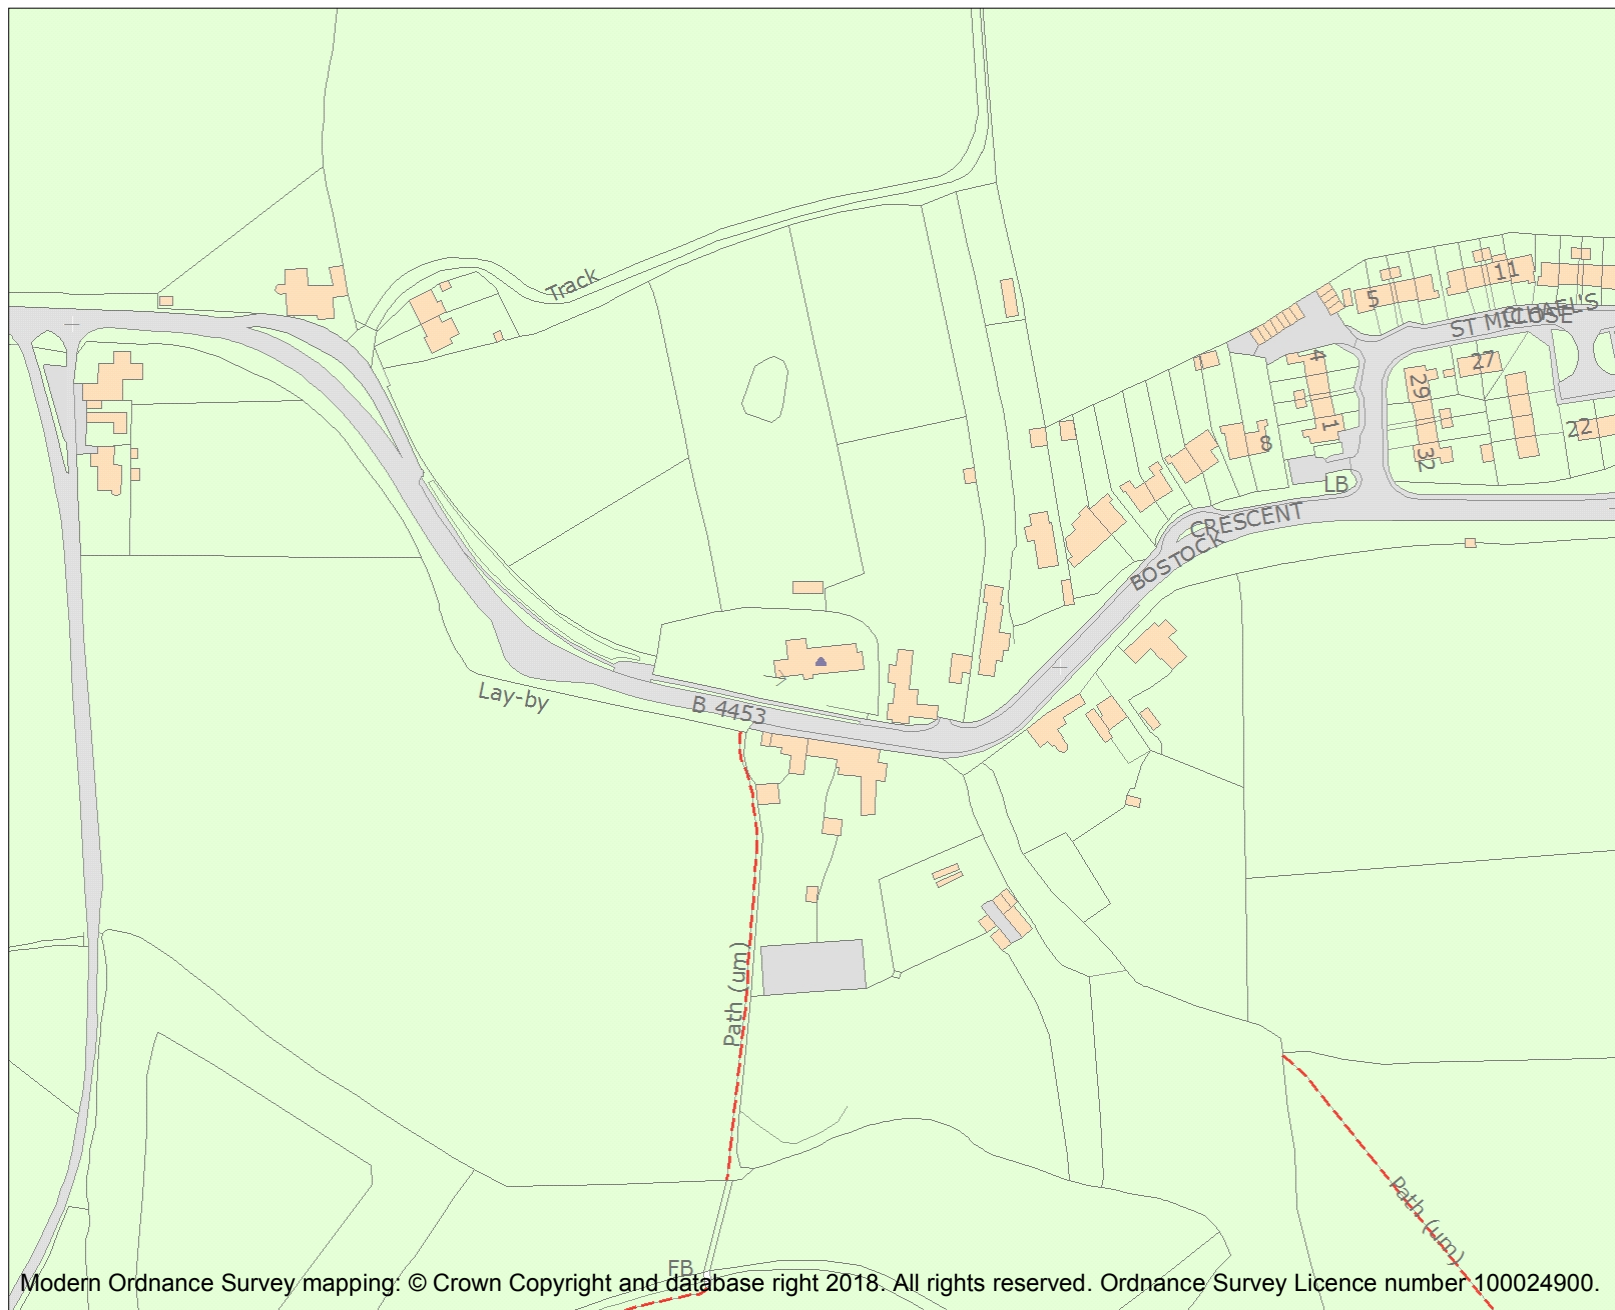 Track
11
5
ST MICHAEL'S
CLOSE
4
27
29
1
8
22
32
LB
CRESCENT
BOSTOCK
Lay-by
B 4453
Path (um)
Path (um)
FB
Modern Ordnance Survey mapping: © Crown Copyright and database right 2018. All rights reserved. Ordnance Survey Licence number 100024900.